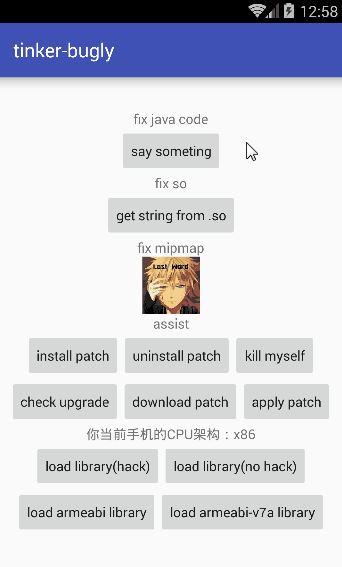 12:58
tinker-bugly
fix java code
say someting
fix so
get string from .so
fix mipmap
Last Word
assist
install patch uninstall patch kill myself
check upgrade download patch apply patch
你当前手机的CPU架构：x86
load library(hack) load library(no hack)
load armeabi library load armeabi-v7a library